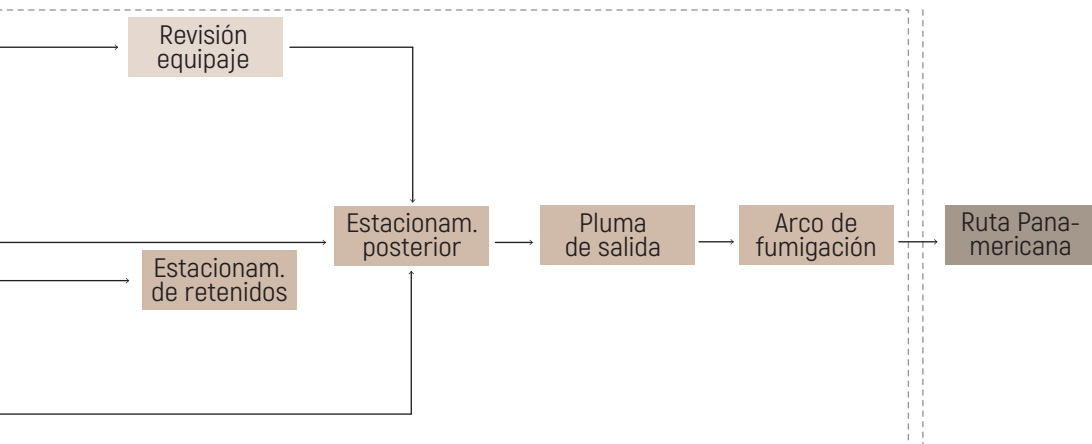 Revisión
equipaje
Estacionam.
posterior
Pluma
de salida
Arco de
fumigación
Ruta Pana-
mericana
Estacionam.
de retenidos